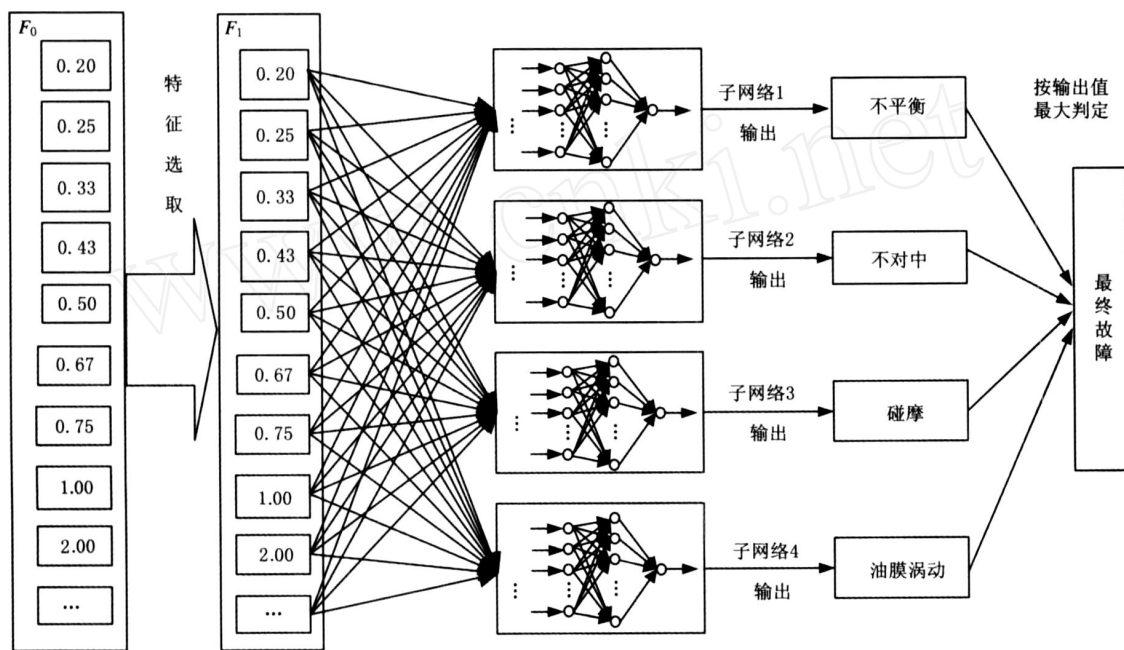 F₀
0.20
0.25
0.33
0.43
0.50
0.67
0.75
1.00
2.00
...
特征选取
F₁
0.20
0.25
0.33
0.43
0.50
0.67
0.75
1.00
2.00
...
子网络1
输出
不平衡
子网络2
输出
不对中
子网络3
输出
碰摩
子网络4
输出
油膜涡动
按输出值
最大判定
最终故障
www.cnki.net